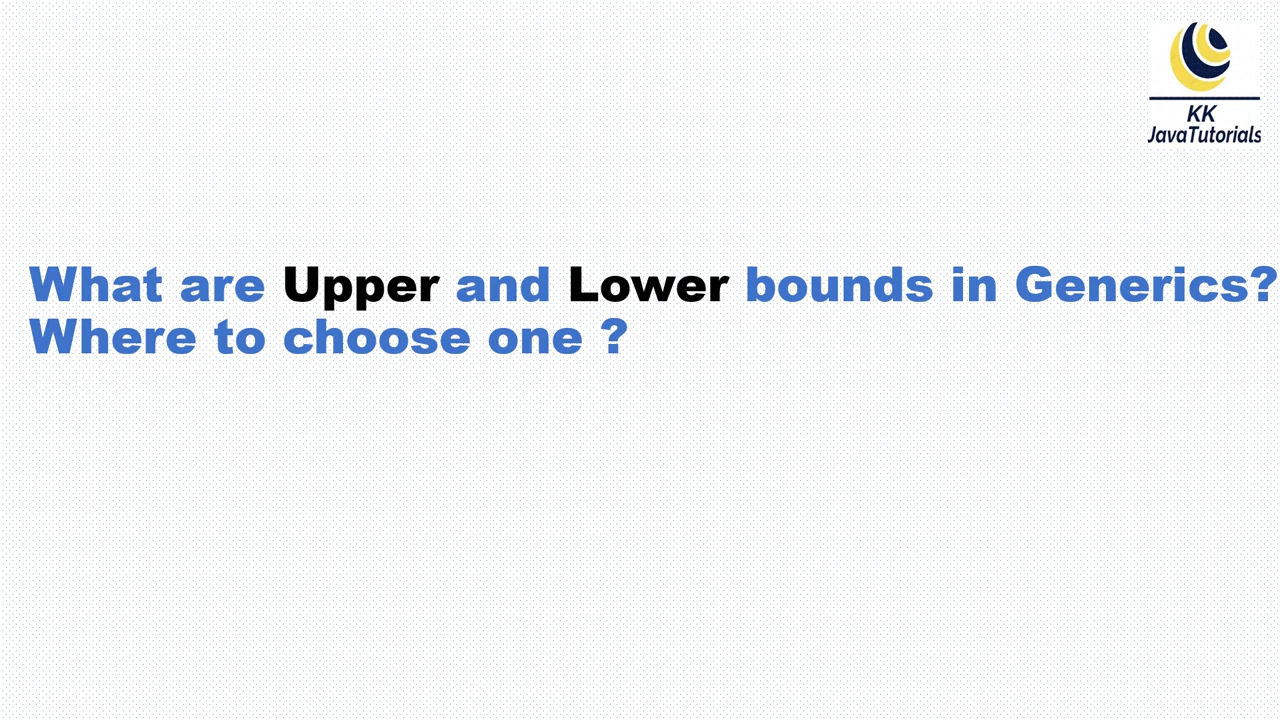 KK
JavaTutorials
What are Upper and Lower bounds in Generics?
Where to choose one ?